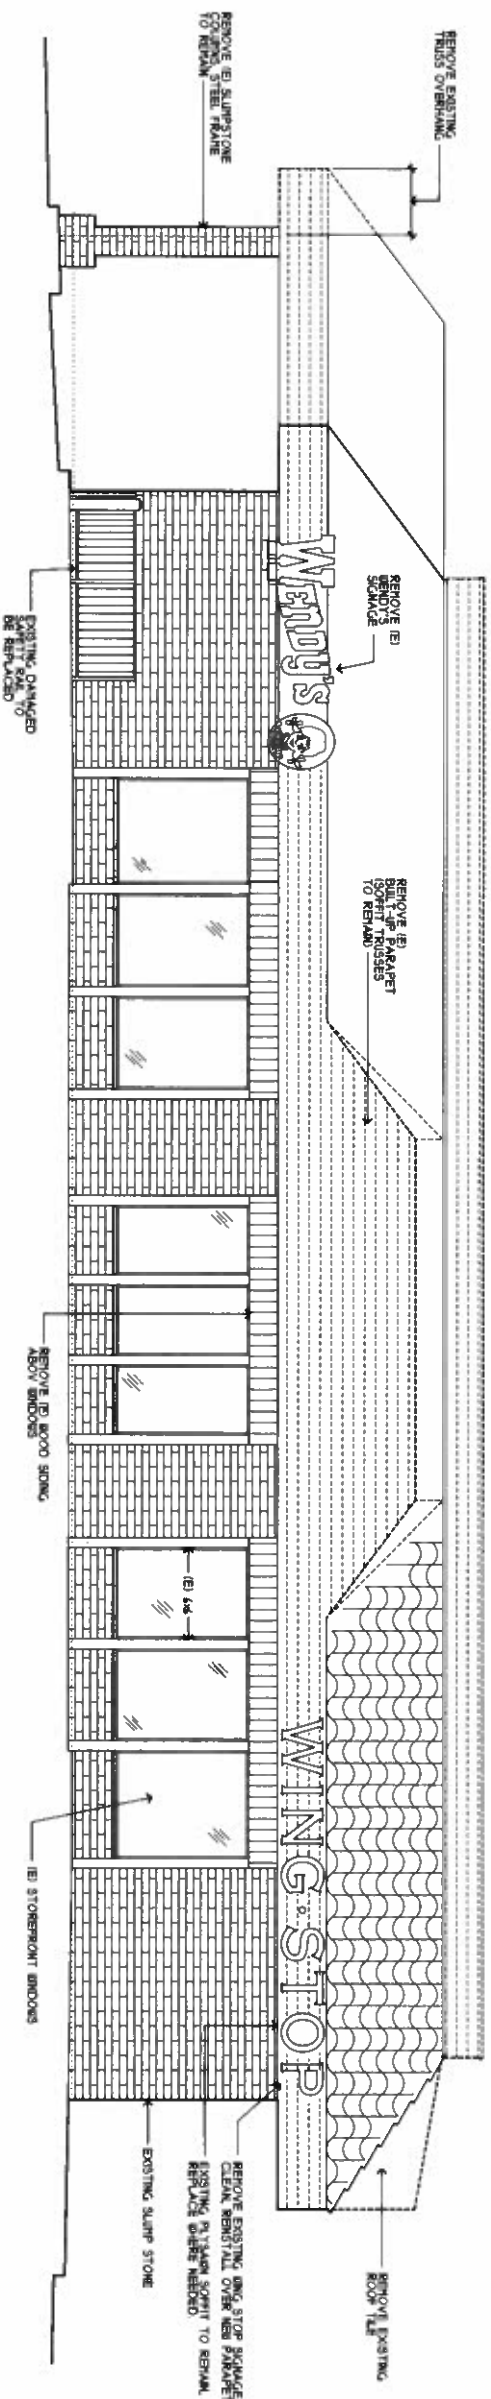 REMOVE EXISTING
TRUSS OVERHANG
REMOVE (E) SLUMPSTONE
COLUMNS, STEEL FRAME
TO REMAIN
REMOVE (E)
WENDY'S
SIGNAGE
Wendy's
EXISTING DAMAGED
SAFETY RAIL TO
BE REPLACED
REMOVE (E)
BUILT-UP PARAPET
(SOFFIT TRUSSES
TO REMAIN)
REMOVE (E) WOOD SIDING
ABOV WINDOWS
(E) 6x6
(E) STOREFRONT WINDOWS
WING STOP
REMOVE EXISTING
ROOF TILE
REMOVE EXISTING WING STOP SIGNAGE
CLEAN, REINSTALL OVER NEW PARAPET
EXISTING PLYSAWN SOFFIT TO REMAIN.
REPLACE WHERE NEEDED.
EXISTING SLUMP STONE